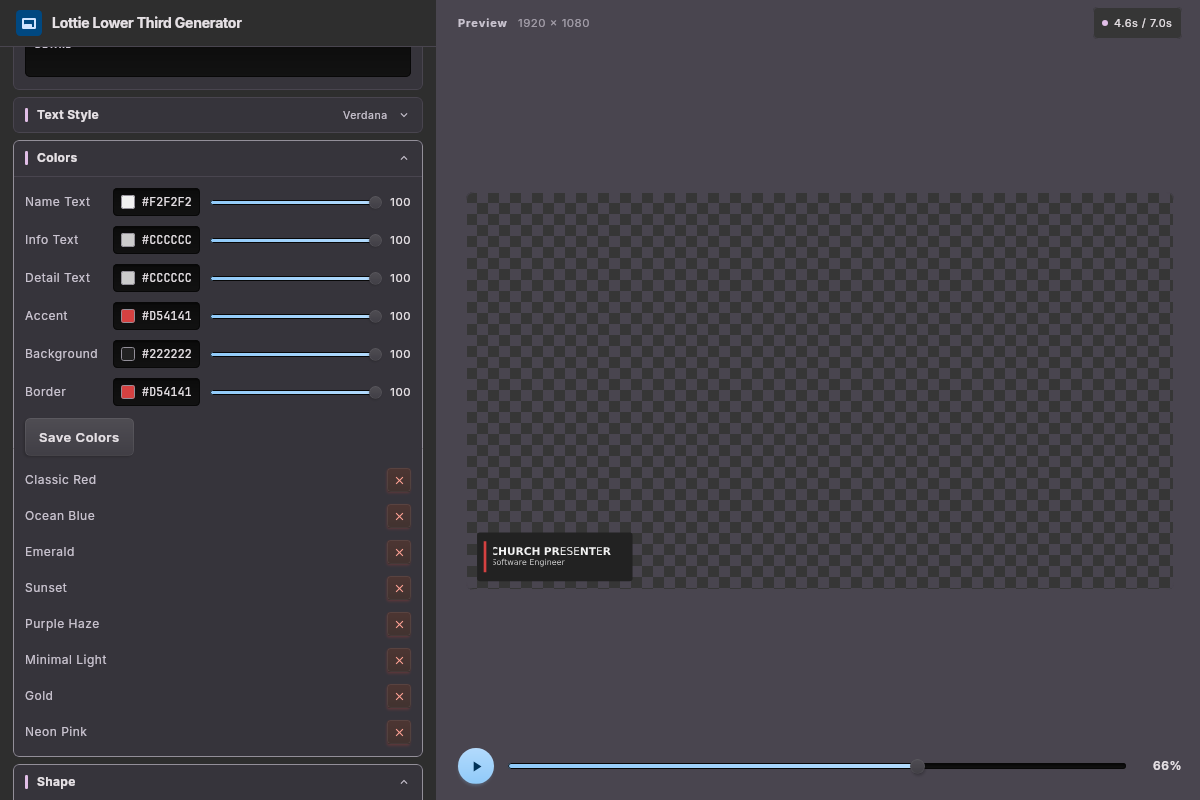 Lottie Lower Third Generator
Text Style
Verdana
Colors
Name Text
#F2F2F2
100
Info Text
#CCCCCC
100
Detail Text
#CCCCCC
100
Accent
#D54141
100
Background
#222222
100
Border
#D54141
100
Save Colors
Classic Red
Ocean Blue
Emerald
Sunset
Purple Haze
Minimal Light
Gold
Neon Pink
Shape
Preview 1920 × 1080
4.6s / 7.0s
CHURCH PRESENTER
Software Engineer
66%